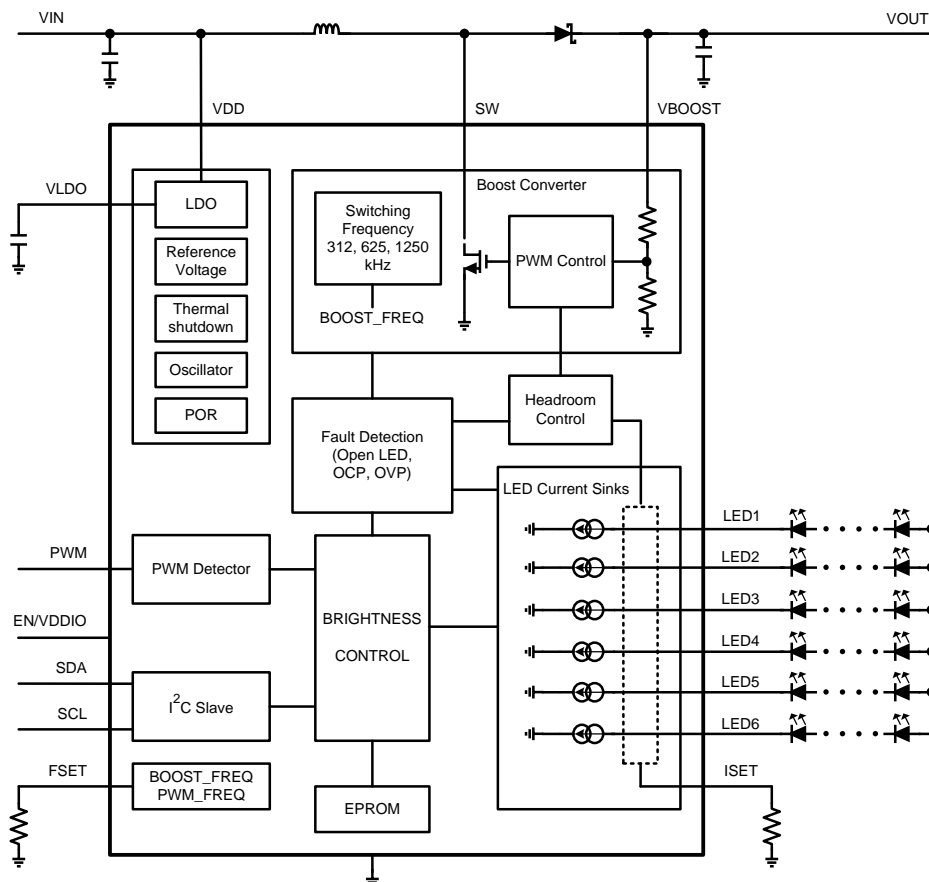 VIN
VOUT
VDD
SW
VBOOST
VLDO
LDO
Reference
Voltage
Thermal
shutdown
Oscillator
POR
Boost Converter
Switching
Frequency
312, 625, 1250
kHz
BOOST_FREQ
PWM Control
Headroom
Control
Fault Detection
(Open LED,
OCP, OVP)
LED Current Sinks
LED1
LED2
LED3
LED4
LED5
LED6
PWM
PWM Detector
EN/VDDIO
BRIGHTNESS
CONTROL
SDA
SCL
I²C Slave
FSET
BOOST_FREQ
PWM_FREQ
EPROM
ISET